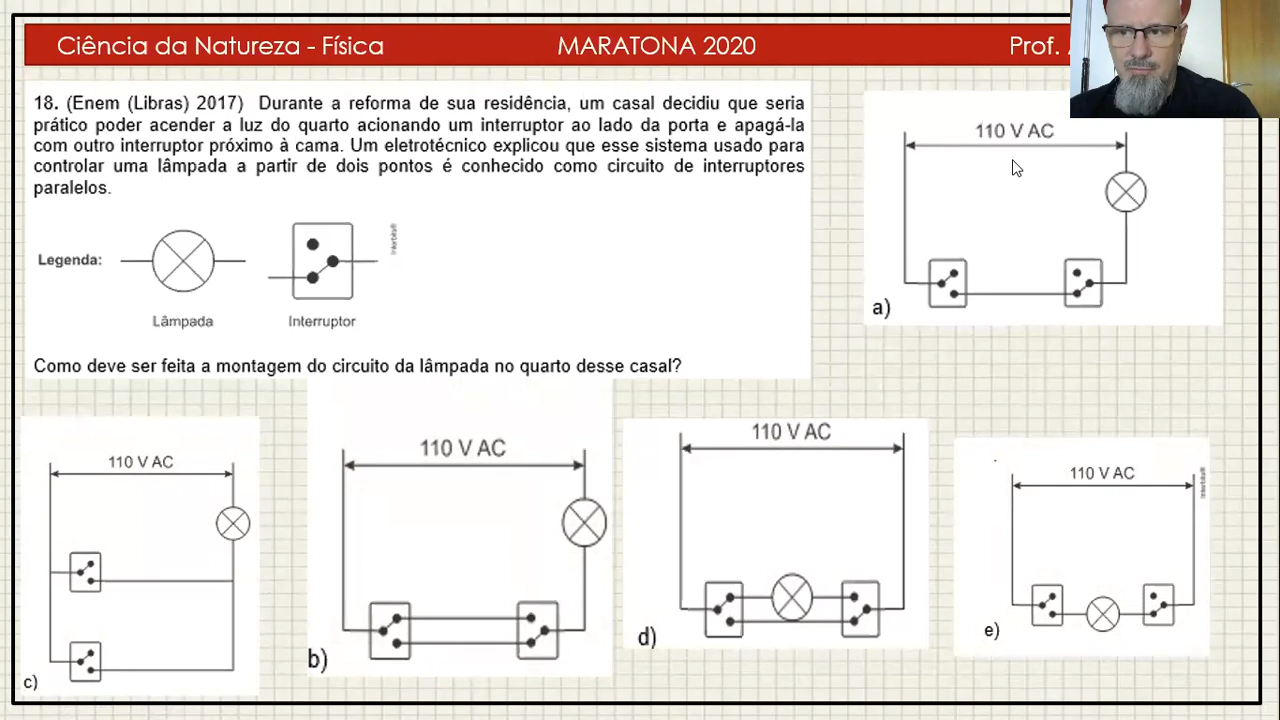 Ciência da Natureza - Física
MARATONA 2020
Prof.
18. (Enem (Libras) 2017) Durante a reforma de sua residência, um casal decidiu que seria
prático poder acender a luz do quarto acionando um interruptor ao lado da porta e apagá-la
com outro interruptor próximo à cama. Um eletrotécnico explicou que esse sistema usado para
controlar uma lâmpada a partir de dois pontos é conhecido como circuito de interruptores
paralelos.
Legenda:
Lâmpada
Interruptor
Como deve ser feita a montagem do circuito da lâmpada no quarto desse casal?
110 V AC
a)
110 V AC
c)
110 V AC
b)
110 V AC
d)
110 V AC
e)